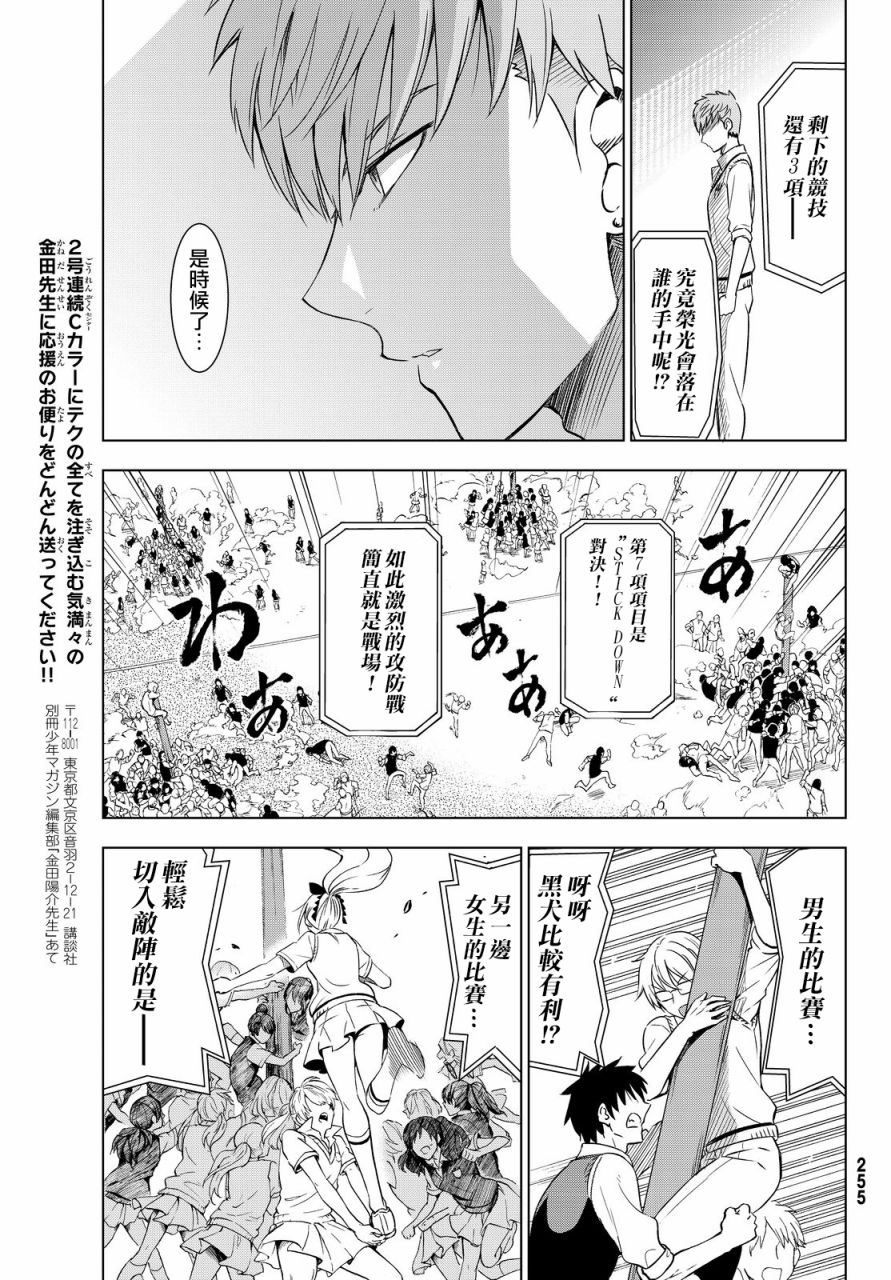 剩下的競技
還有3項——
究竟榮光會落在
誰的手中呢!?
是時候了…
第7項項目是
"STICK DOWN"
對決!!
如此激烈的攻防戰
簡直就是戰場!
わぁぁぁ
男生的比賽…
呀呀
黑犬比較有利!?
另一邊
女生的比賽…
輕鬆
切入敵陣的是——
2号連続Cカラーにテクの全てを注ぎ込む気満々の
金田先生に応援のお便りをどんどん送ってください!!
〒112-8001 東京都文京区音羽2-12-21 講談社
別冊少年マガジン編集部「金田陽介先生」あて
255